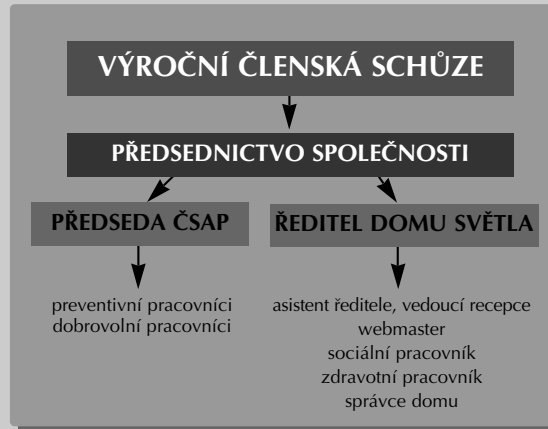 VÝROČNÍ ČLENSKÁ SCHŮZE
PŘEDSEDNICTVO SPOLEČNOSTI
PŘEDSEDA ČSAP
ŘEDITEL DOMU SVĚTLA
preventivní pracovníci
dobrovolní pracovníci
asistent ředitele, vedoucí recepce
webmaster
sociální pracovník
zdravotní pracovník
správce domu